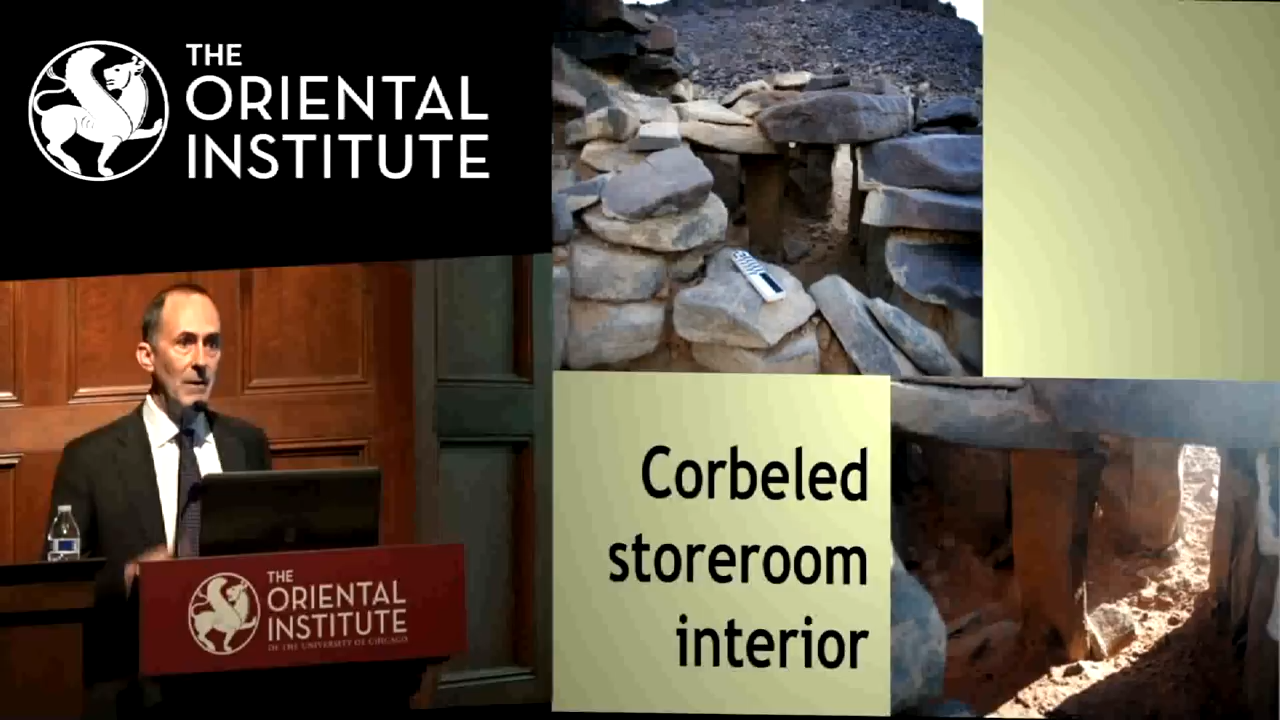 THE
ORIENTAL
INSTITUTE
Corbeled
storeroom
interior
THE
ORIENTAL
INSTITUTE
OF THE UNIVERSITY OF CHICAGO